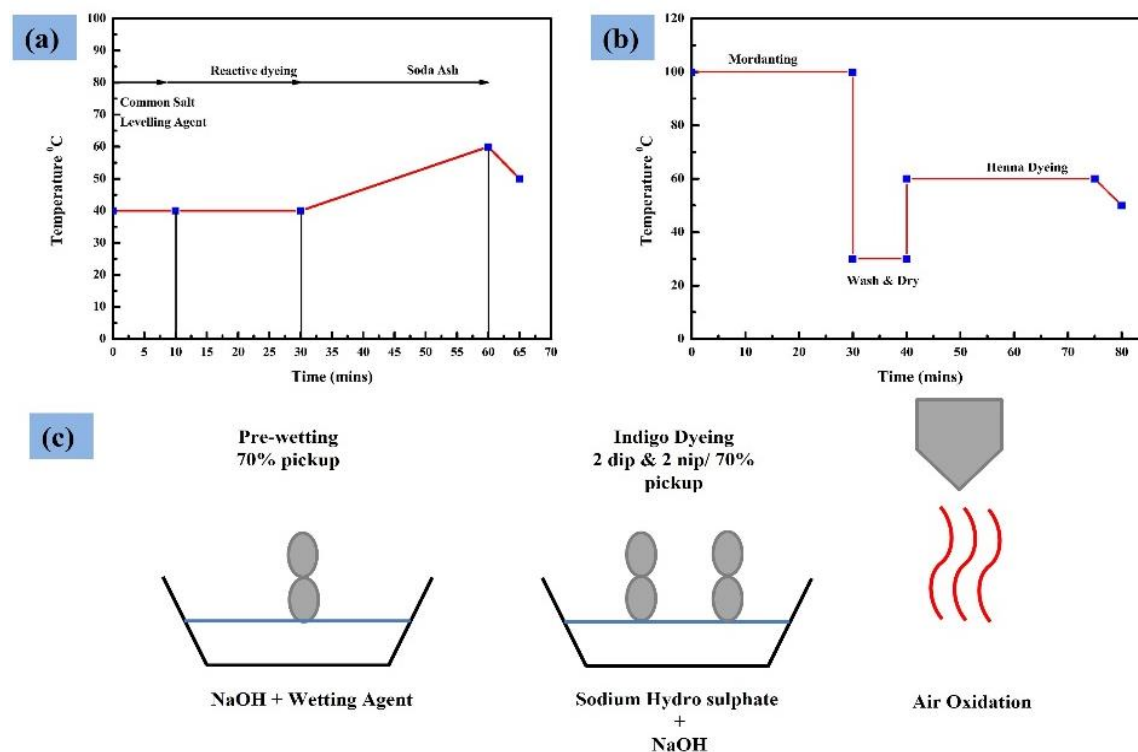 (a)
100
90
80
70
60
50
40
30
20
10
0
Temperature ⁰C
Reactive dyeing
Soda Ash
Common Salt
Levelling Agent
0 5 10 15 20 25 30 35 40 45 50 55 60 65 70
Time (mins)
(b)
120
100
80
60
40
20
0
Temperature ⁰C
Mordanting
Henna Dyeing
Wash & Dry
0 10 20 30 40 50 60 70 80
Time (mins)
(c)
Pre-wetting
70% pickup
NaOH + Wetting Agent
Indigo Dyeing
2 dip & 2 nip/ 70%
pickup
Sodium Hydro sulphate
+
NaOH
Air Oxidation